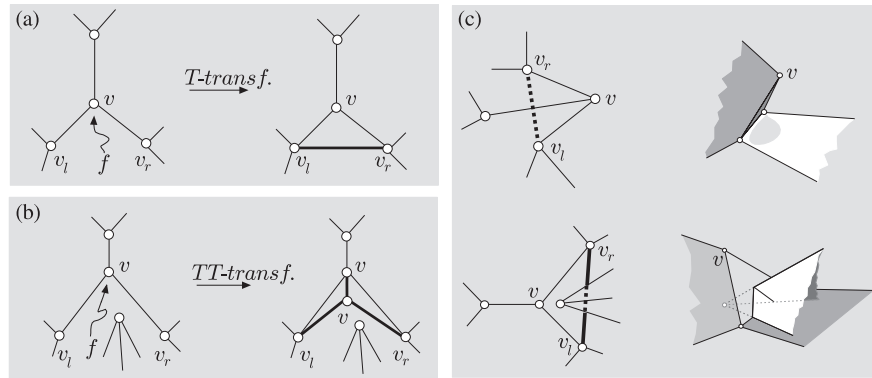 (a)
v
T-transf.
v
v_l
f
v_r
v_l
v_r
(b)
v
TT-transf.
v
v
v_l
f
v_r
v_l
v_r
(c)
v_r
v
v_l
v
v_r
v
v_l
v